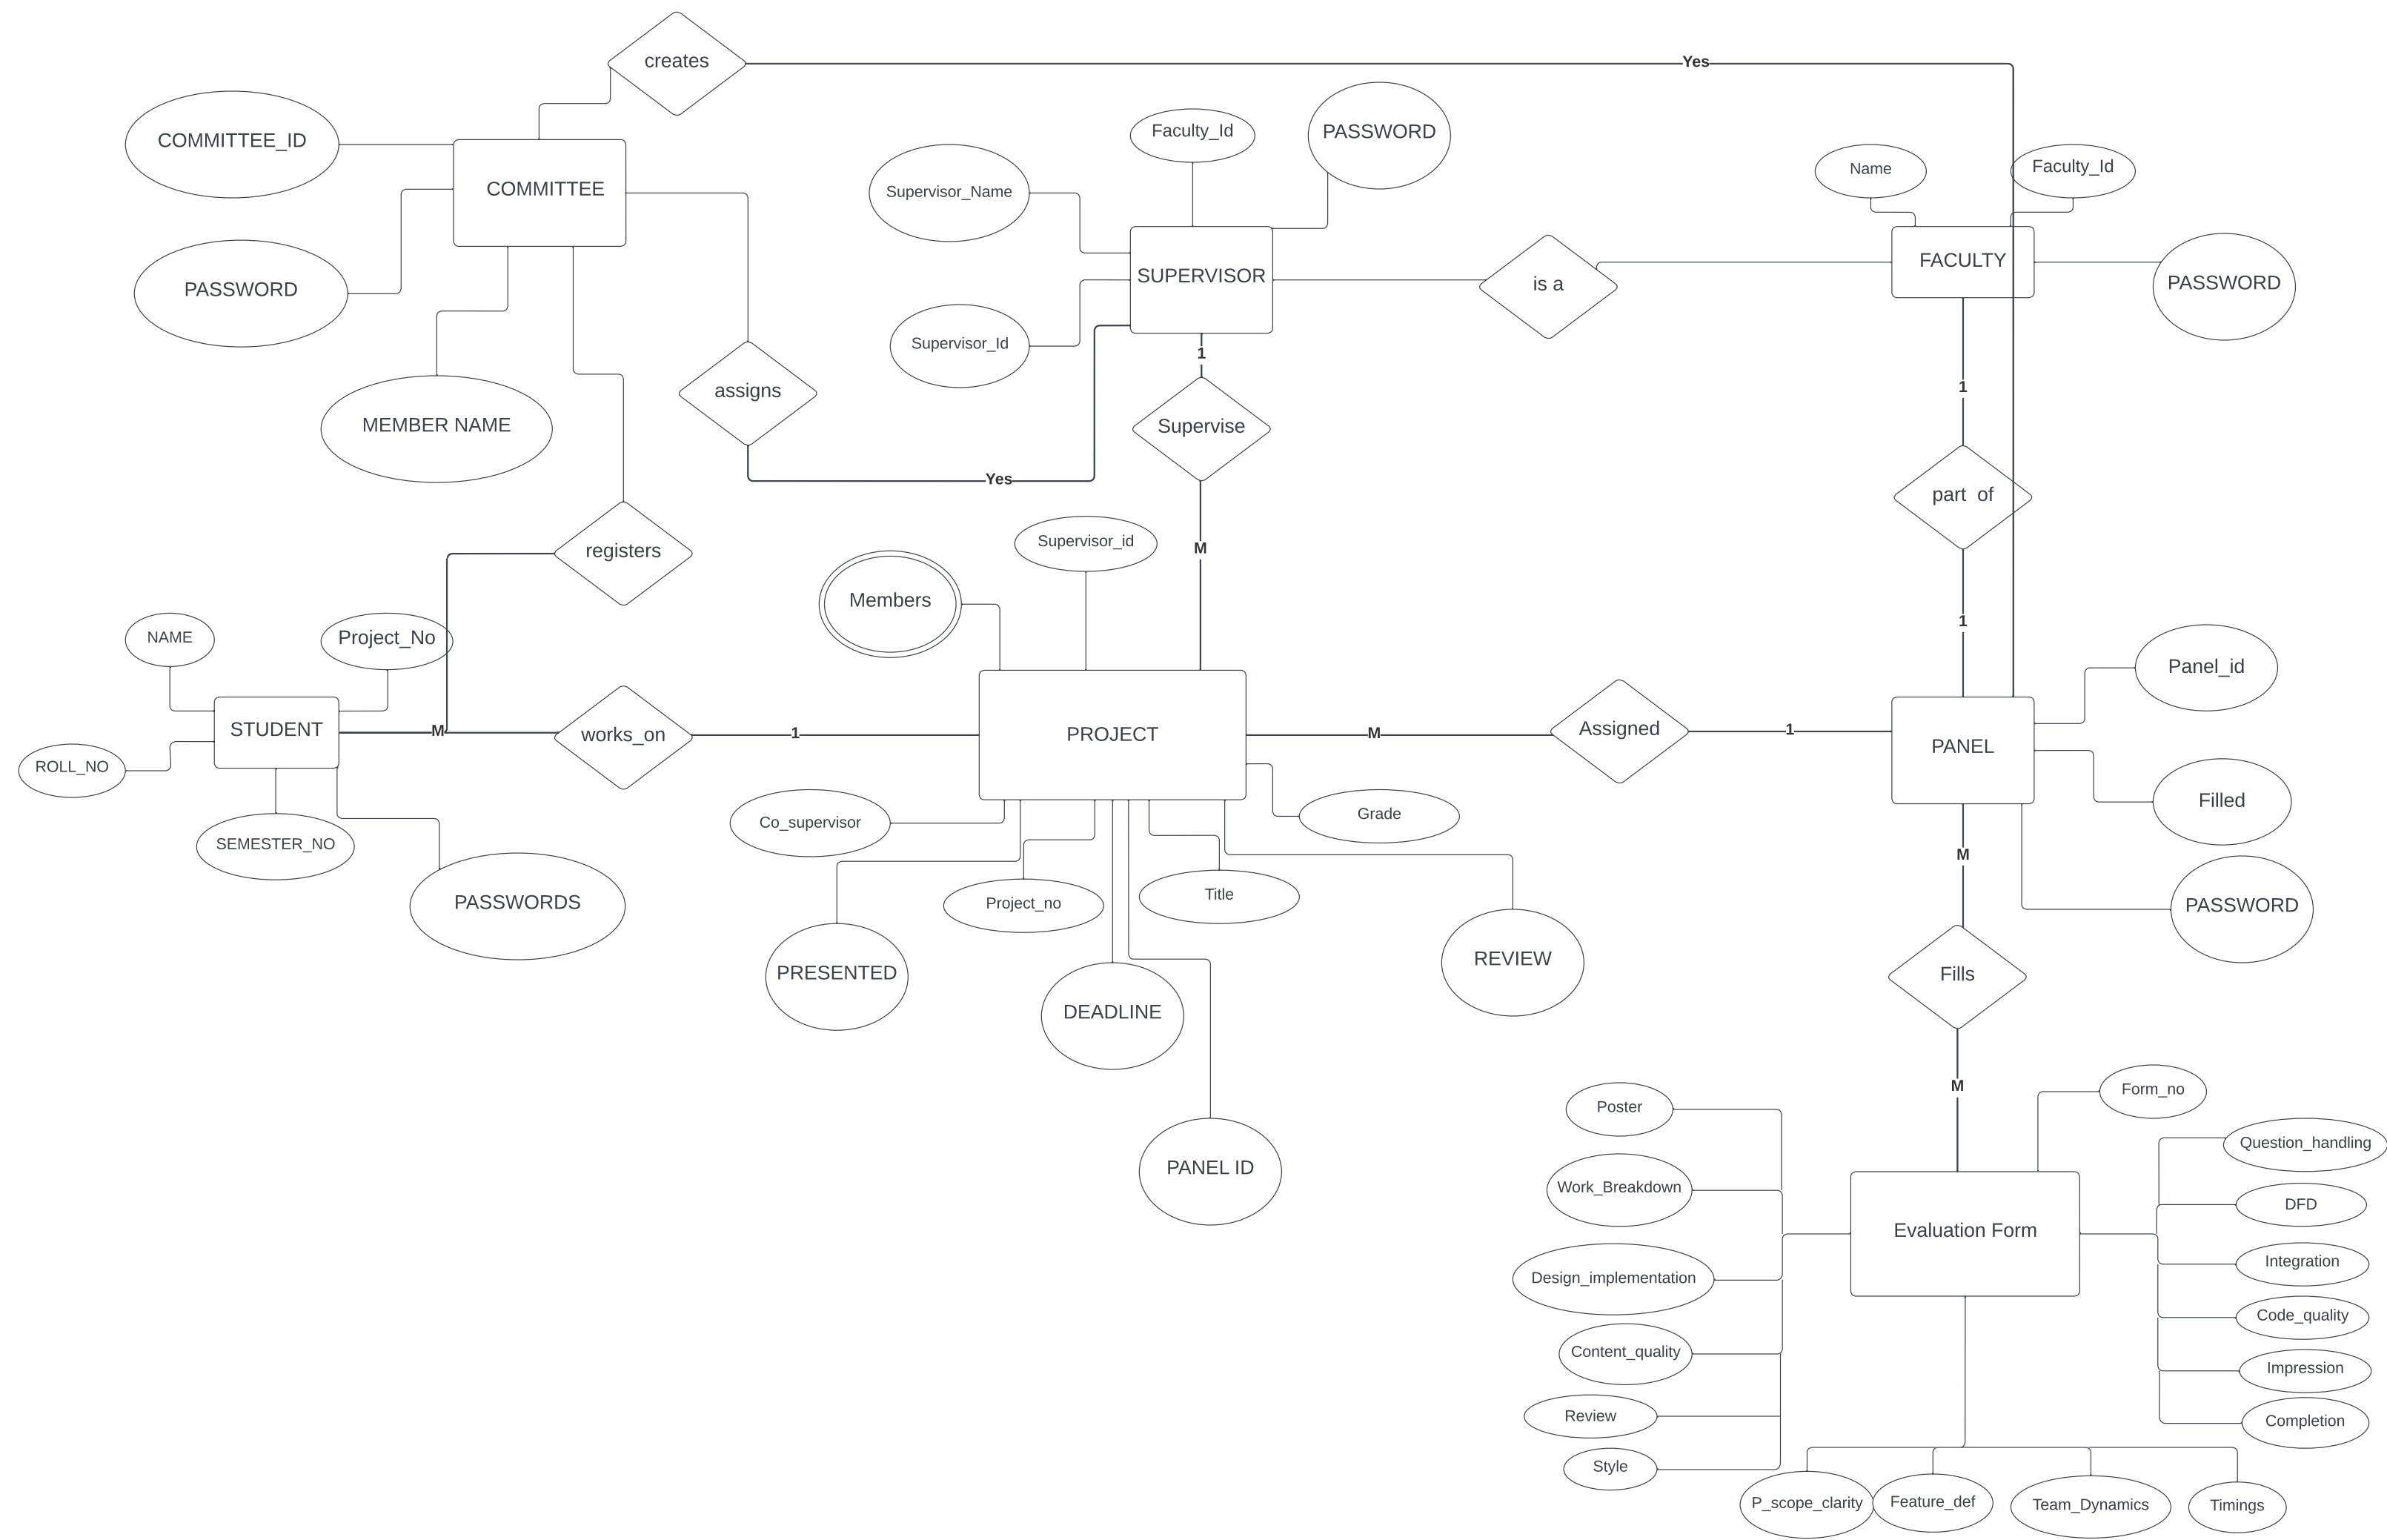 creates
Yes
COMMITTEE_ID
COMMITTEE
PASSWORD
MEMBER NAME
assigns
Yes
registers
Faculty_Id
PASSWORD
Supervisor_Name
SUPERVISOR
Supervisor_Id
1
Supervise
M
is a
Name
Faculty_Id
FACULTY
PASSWORD
1
part  of
1
NAME
Project_No
STUDENT
ROLL_NO
SEMESTER_NO
PASSWORDS
M
works_on
1
Members
Supervisor_id
PROJECT
Co_supervisor
PRESENTED
Project_no
DEADLINE
PANEL ID
Title
Grade
REVIEW
M
Assigned
1
PANEL
Panel_id
Filled
PASSWORD
M
Fills
M
Form_no
Evaluation Form
Poster
Work_Breakdown
Design_implementation
Content_quality
Review
Style
Question_handling
DFD
Integration
Code_quality
Impression
Completion
P_scope_clarity
Feature_def
Team_Dynamics
Timings